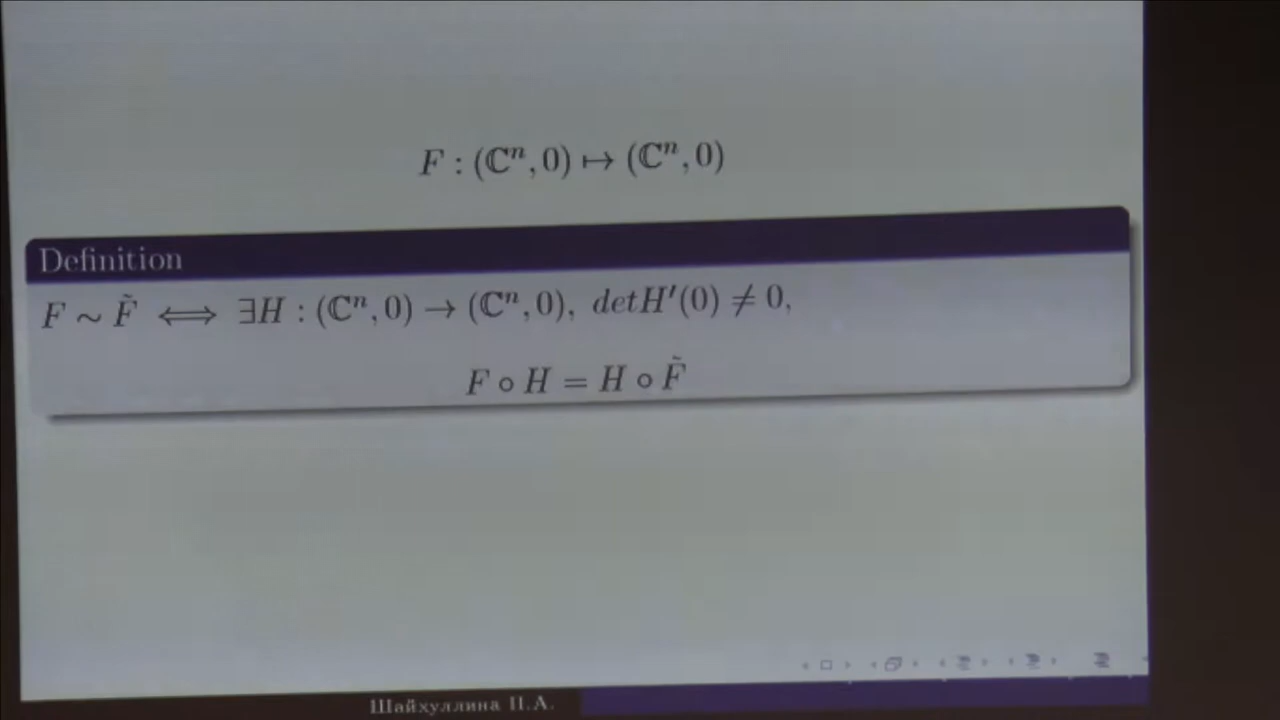 F : (ℂⁿ, 0) ↦ (ℂⁿ, 0)
Definition
F ∼ F̃ ⟺ ∃H : (ℂⁿ, 0) → (ℂⁿ, 0), detH′(0) ≠ 0,
F ∘ H = H ∘ F̃
Шайхуллина П.А.